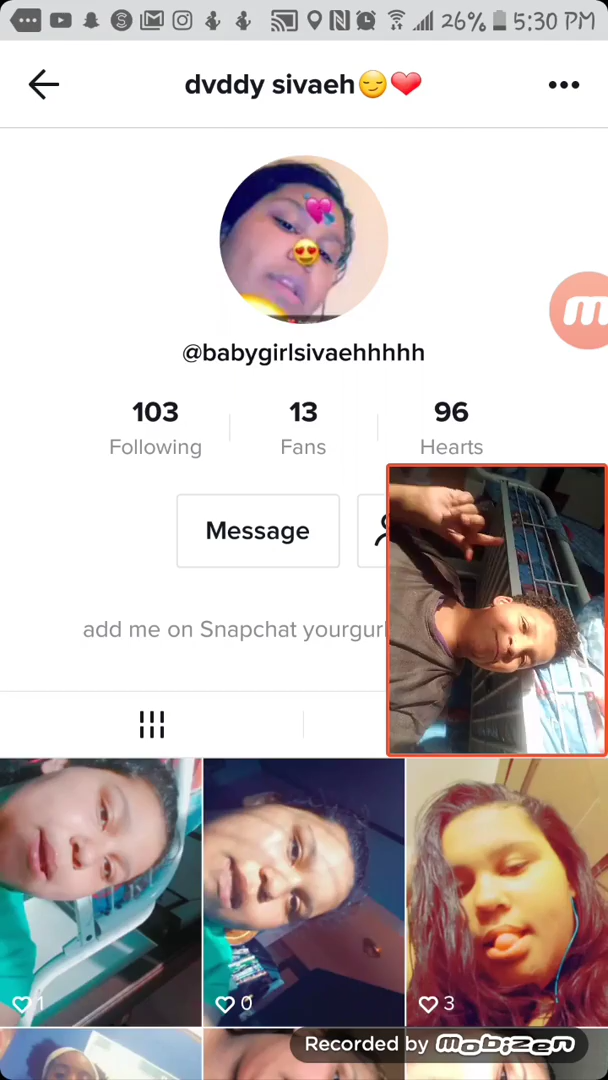 26% 5:30 PM
dvddy sivaeh😏❤️
@babygirlsivaehhhhh
103 13 96
Following Fans Hearts
Message
add me on Snapchat yourgurl
1 0 3
Recorded by mobizen